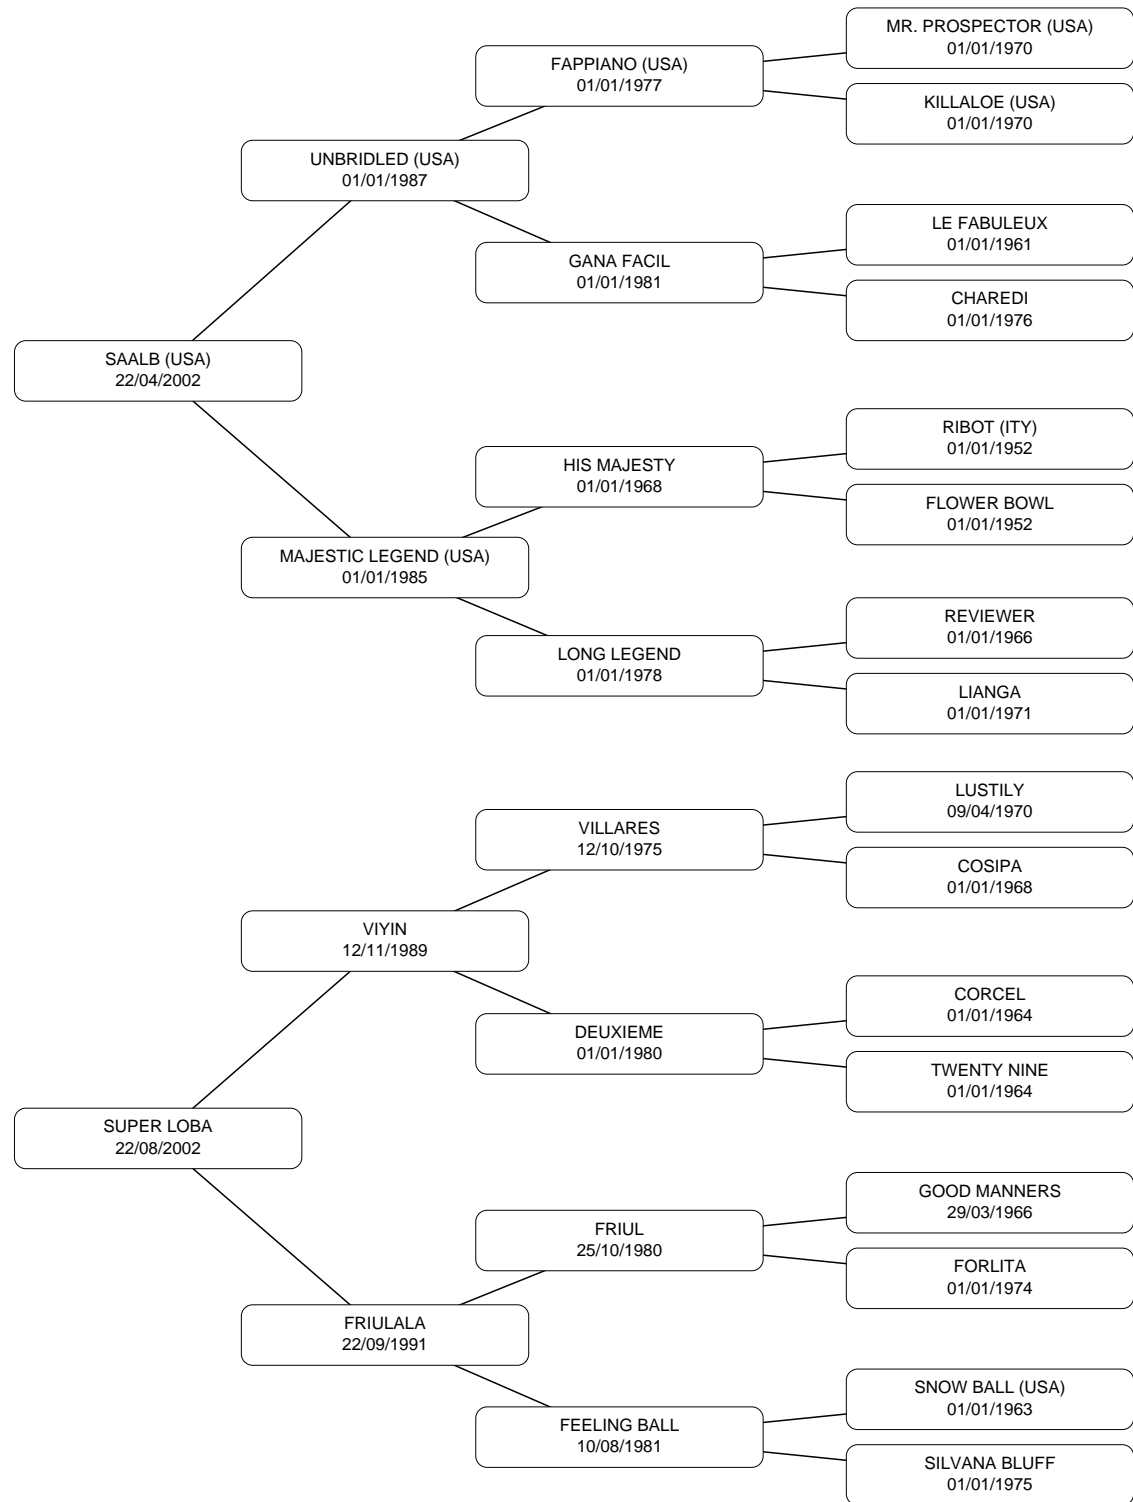 MR. PROSPECTOR (USA)
01/01/1970
FAPPIANO (USA)
01/01/1977
KILLALOE (USA)
01/01/1970
UNBRIDLED (USA)
01/01/1987
LE FABULEUX
01/01/1961
GANA FACIL
01/01/1981
CHAREDI
01/01/1976
SAALB (USA)
22/04/2002
RIBOT (ITY)
01/01/1952
HIS MAJESTY
01/01/1968
FLOWER BOWL
01/01/1952
MAJESTIC LEGEND (USA)
01/01/1985
REVIEWER
01/01/1966
LONG LEGEND
01/01/1978
LIANGA
01/01/1971
LUSTILY
09/04/1970
VILLARES
12/10/1975
COSIPA
01/01/1968
VIYIN
12/11/1989
CORCEL
01/01/1964
DEUXIEME
01/01/1980
TWENTY NINE
01/01/1964
SUPER LOBA
22/08/2002
GOOD MANNERS
29/03/1966
FRIUL
25/10/1980
FORLITA
01/01/1974
FRIULALA
22/09/1991
SNOW BALL (USA)
01/01/1963
FEELING BALL
10/08/1981
SILVANA BLUFF
01/01/1975